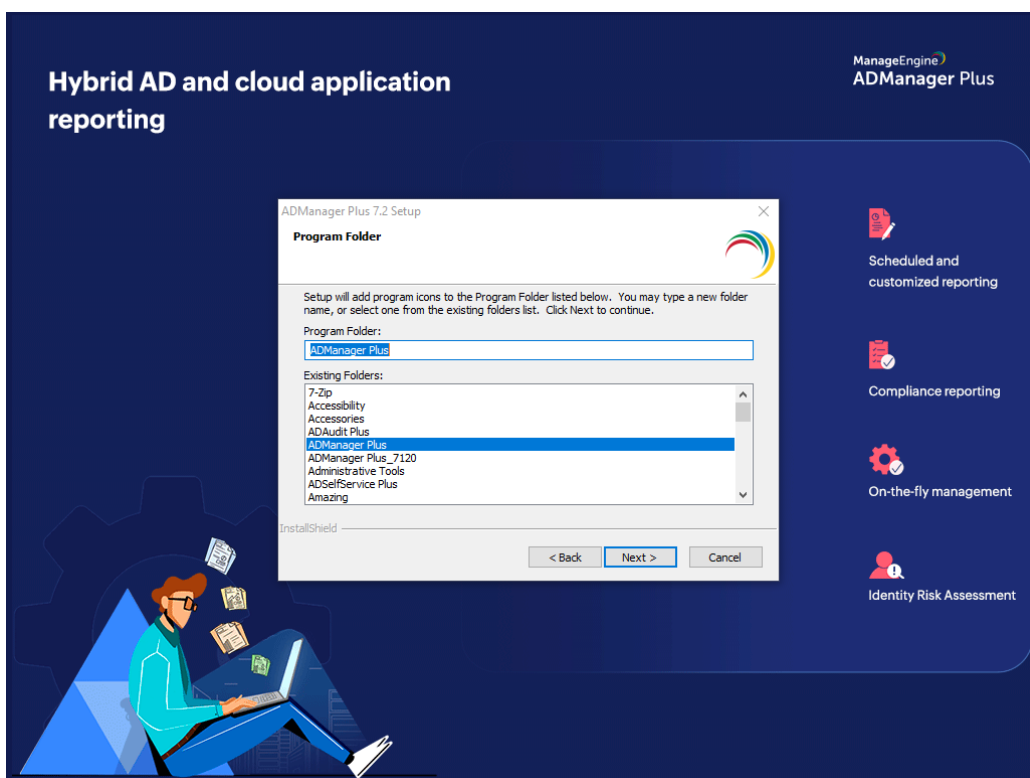 Hybrid AD and cloud application
reporting
ManageEngine
ADManager Plus
ADManager Plus 7.2 Setup
Program Folder
Setup will add program icons to the Program Folder listed below. You may type a new folder
name, or select one from the existing folders list. Click Next to continue.
Program Folder:
ADManager Plus
Existing Folders:
7-Zip
Accessibility
Accessories
ADAudit Plus
ADManager Plus
ADManager Plus_7120
Administrative Tools
ADSelfService Plus
Amazing
InstallShield
< Back
Next >
Cancel
Scheduled and
customized reporting
Compliance reporting
On-the-fly management
Identity Risk Assessment